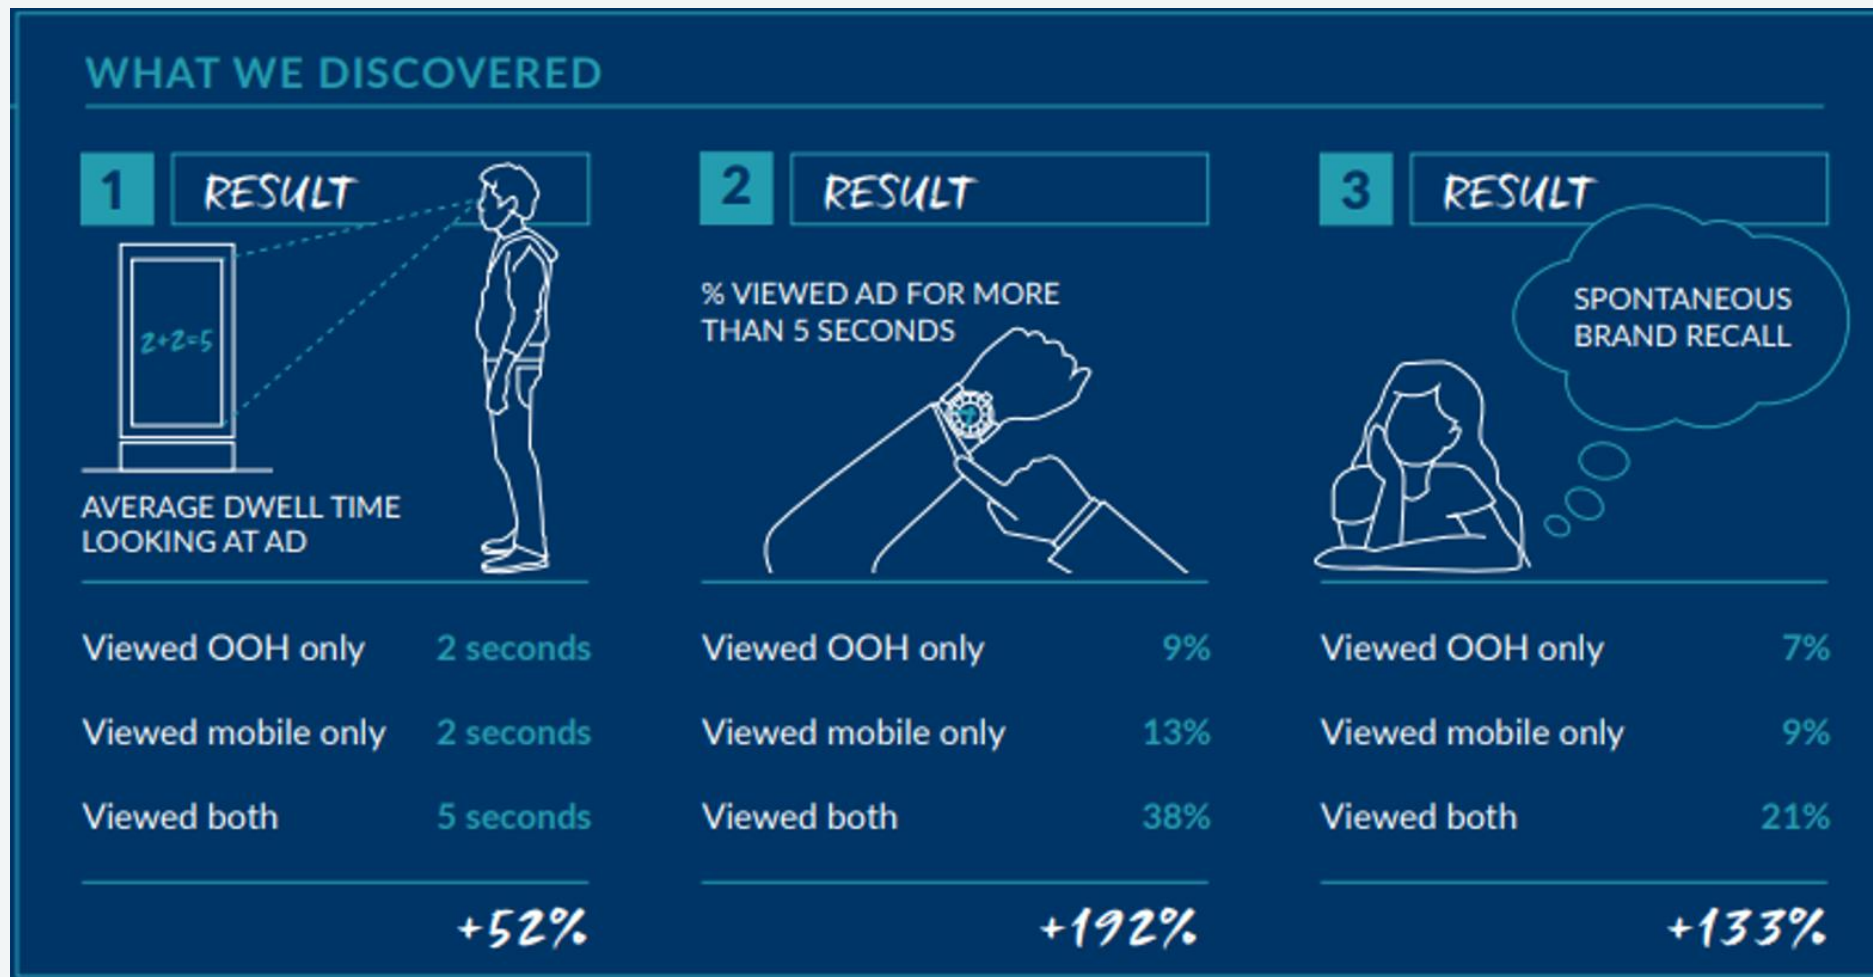 WHAT WE DISCOVERED
1 RESULT
2+2=5
AVERAGE DWELL TIME
LOOKING AT AD
Viewed OOH only 2 seconds
Viewed mobile only 2 seconds
Viewed both 5 seconds
+52%
2 RESULT
% VIEWED AD FOR MORE
THAN 5 SECONDS
Viewed OOH only 9%
Viewed mobile only 13%
Viewed both 38%
+192%
3 RESULT
SPONTANEOUS
BRAND RECALL
Viewed OOH only 7%
Viewed mobile only 9%
Viewed both 21%
+133%